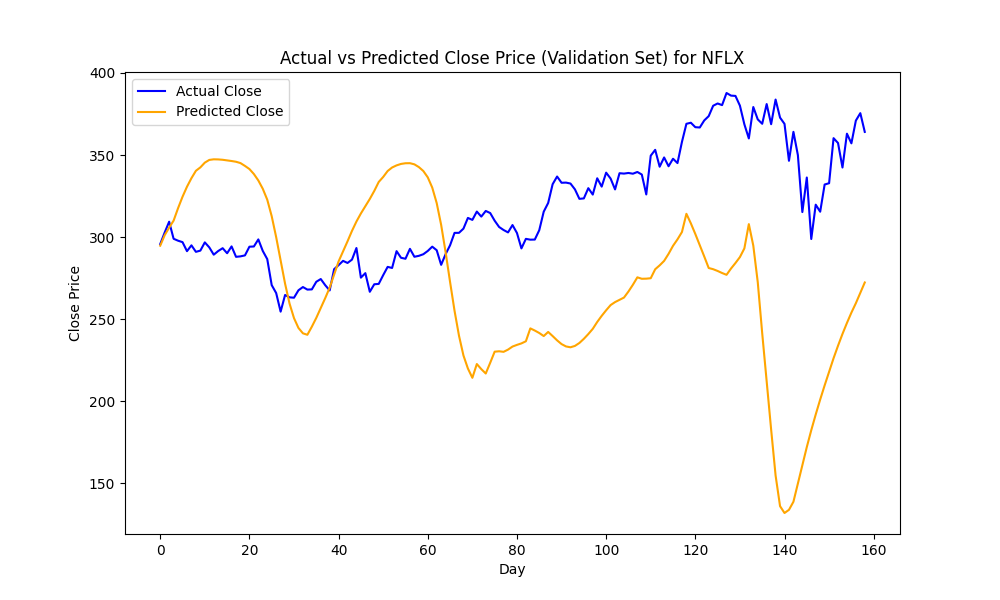 Actual vs Predicted Close Price (Validation Set) for NFLX
Actual Close
Predicted Close
400
350
300
250
200
150
Close Price
0 20 40 60 80 100 120 140 160
Day